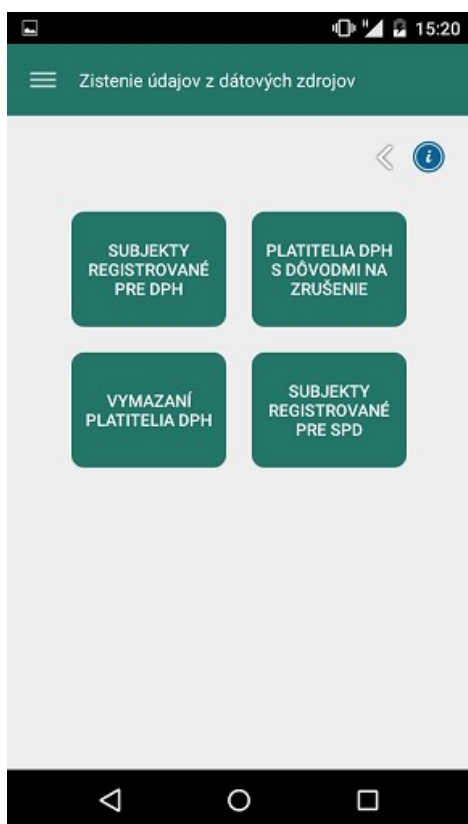 H 15:20
Zistenie údajov z dátových zdrojov
i
SUBJEKTY
REGISTROVANÉ
PRE DPH
PLATITELIA DPH
S DÔVODMI NA
ZRUŠENIE
VYMAZANÍ
PLATITELIA DPH
SUBJEKTY
REGISTROVANÉ
PRE SPD